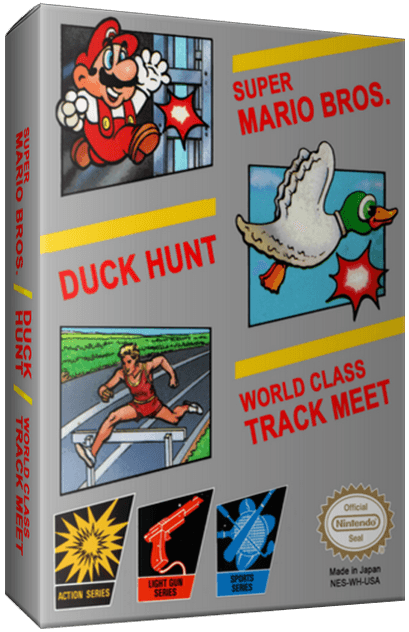 SUPER
MARIO BROS.
DUCK HUNT
WORLD CLASS
TRACK MEET
ACTION SERIES
LIGHT GUN
SERIES
SPORTS
SERIES
Official
Nintendo
Seal
Made in Japan
NES-WH-USA
SUPER
MARIO BROS.
DUCK
HUNT
WORLD CLASS
TRACK MEET